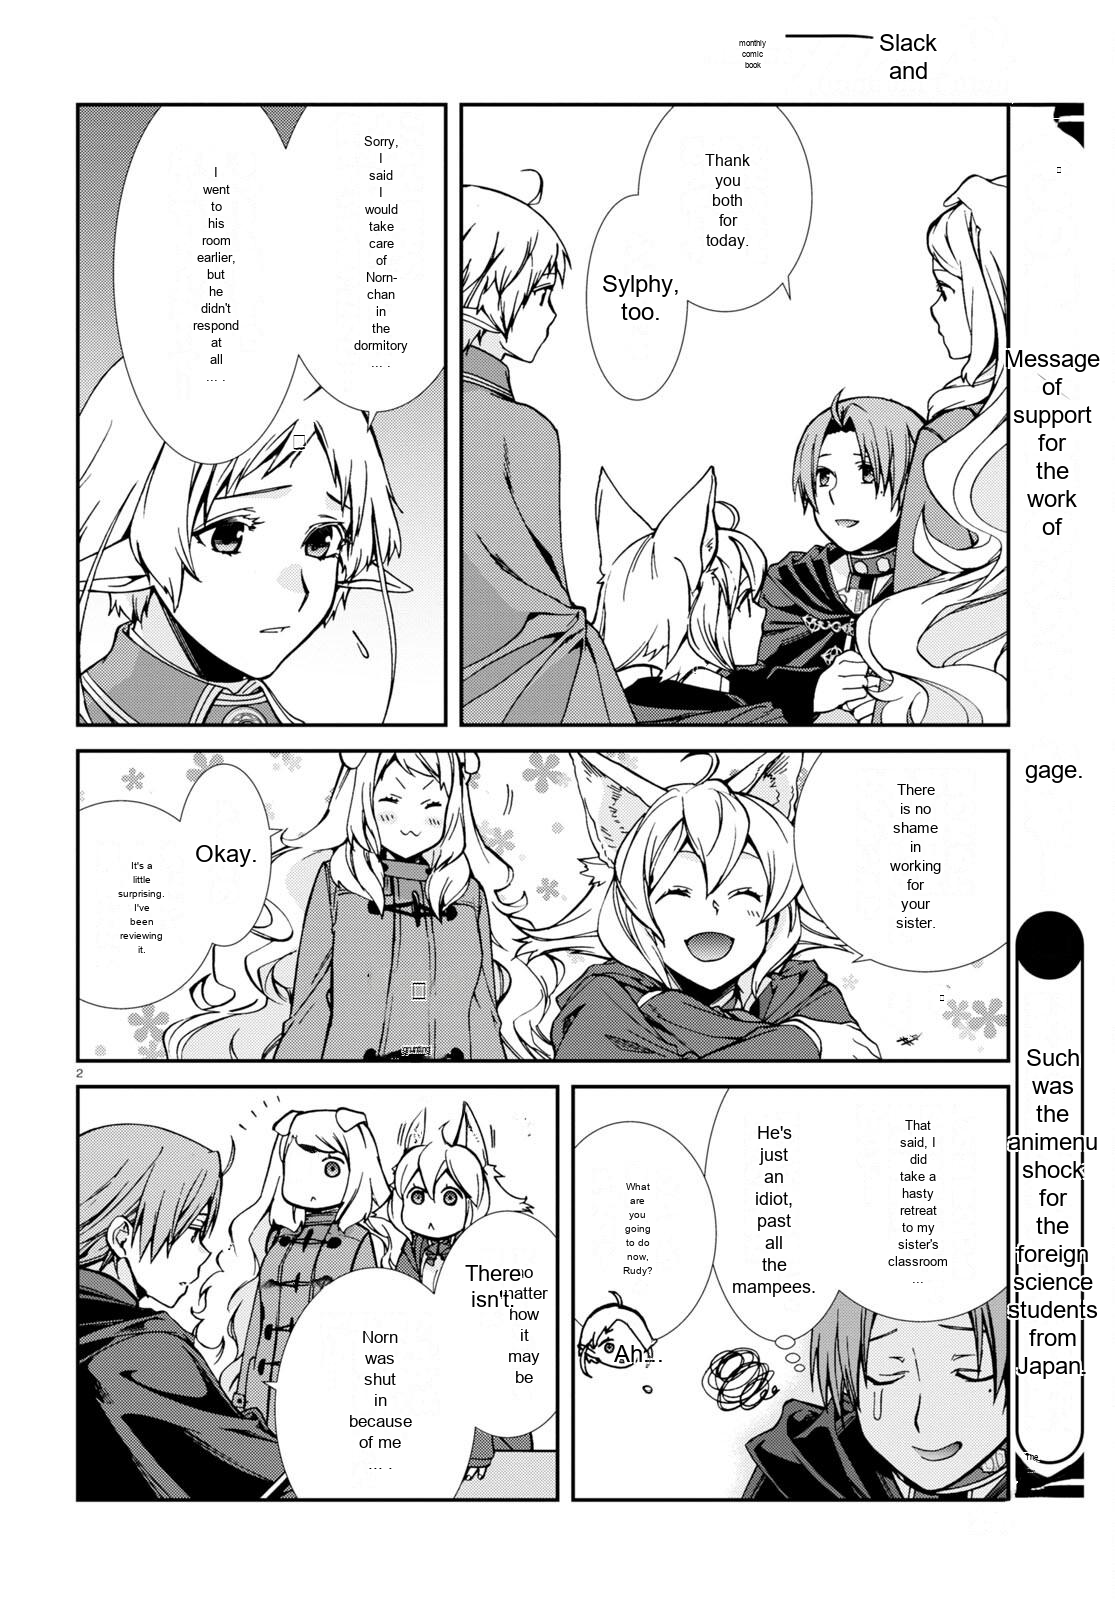 monthly
comic
book
Slack
and
Thank
you
both
for
today.
Sylphy,
too.
Sorry,
I
said
I
would
take
care
of
Norn-
chan
in
the
dormitory
... .
I
went
to
his
room
earlier,
but
he
didn't
respond
at
all
... .
Message
of
support
for
the
work
of
gage.
There
is no
shame
in
working
for
your
sister.
Okay.
It's a
little
surprising.
I've
been
reviewing
it.
grunting
2
That
said, I
did
take a
hasty
retreat
to my
sister's
classroom
...
He's
just
an
idiot,
past
all
the
mampees.
What
are
you
going
to do
now,
Rudy?
Ah...
no
matter
how
it
may
be
There
isn't.
Norn
was
shut
in
because
of me
... .
Such
was
the
animenu
shock
for
the
foreign
science
students
from
Japan.
The